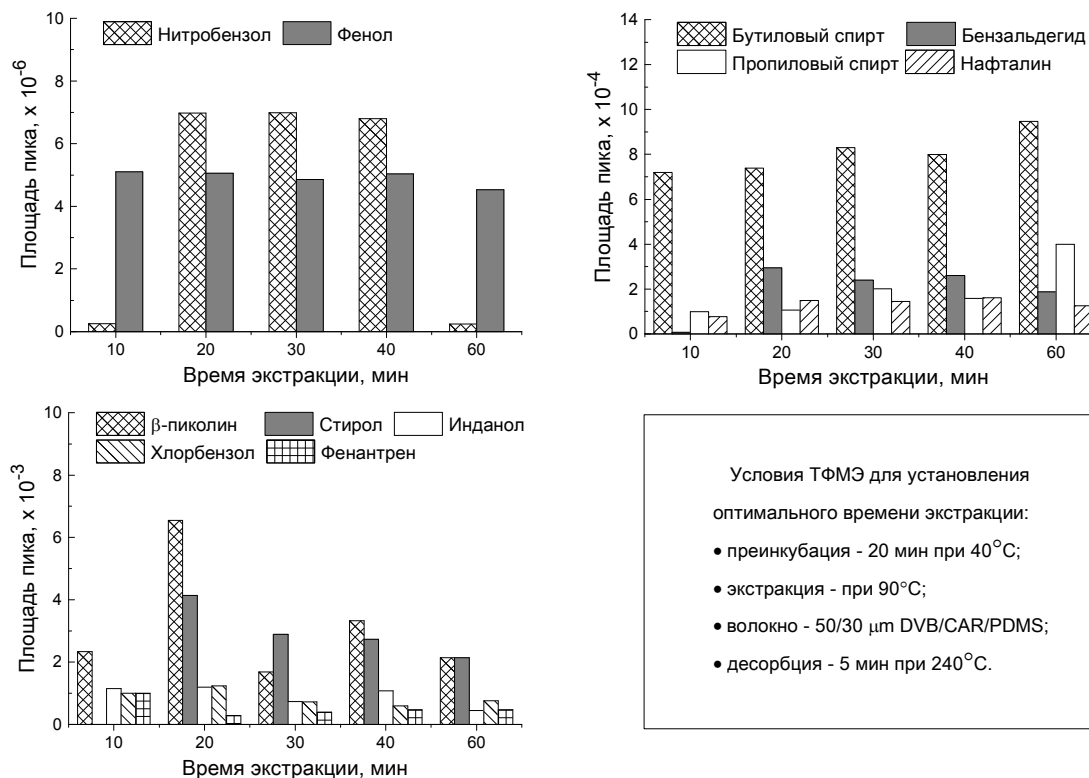 10
8
6
4
2
0
Площадь пика, x 10⁻⁶
Нитробензол Фенол
10 20 30 40 60
Время экстракции, мин
14
12
10
8
6
4
2
0
Площадь пика, x 10⁻⁴
Бутиловый спирт Бензальдегид
Пропиловый спирт Нафталин
10 20 30 40 60
Время экстракции, мин
10
8
6
4
2
0
Площадь пика, x 10⁻³
β-пиколин Стирол Инданол
Хлорбензол Фенантрен
10 20 30 40 60
Время экстракции, мин
Условия ТФМЭ для установления
оптимального времени экстракции:
• преинкубация - 20 мин при 40°C;
• экстракция - при 90°C;
• волокно - 50/30 μm DVB/CAR/PDMS;
• десорбция - 5 мин при 240°C.